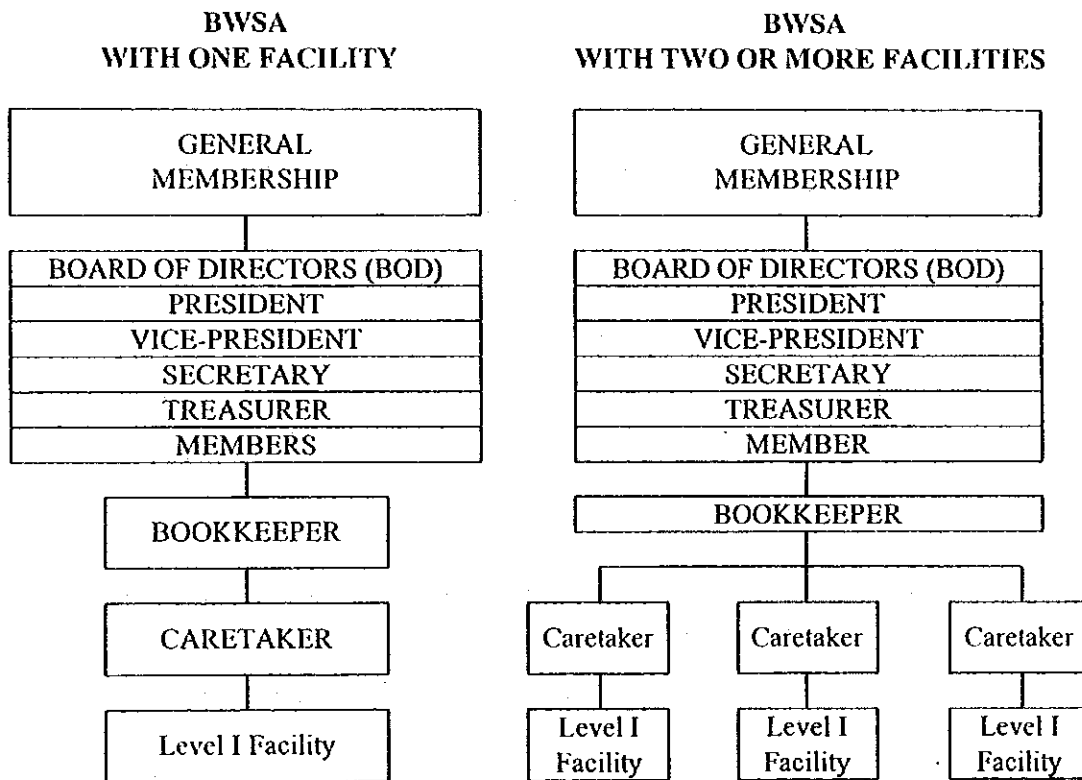 BWSA
WITH ONE FACILITY
GENERAL
MEMBERSHIP
BOARD OF DIRECTORS (BOD)
PRESIDENT
VICE-PRESIDENT
SECRETARY
TREASURER
MEMBERS
BOOKKEEPER
CARETAKER
Level I Facility
BWSA
WITH TWO OR MORE FACILITIES
GENERAL
MEMBERSHIP
BOARD OF DIRECTORS (BOD)
PRESIDENT
VICE-PRESIDENT
SECRETARY
TREASURER
MEMBER
BOOKKEEPER
Caretaker
Caretaker
Caretaker
Level I
Facility
Level I
Facility
Level I
Facility